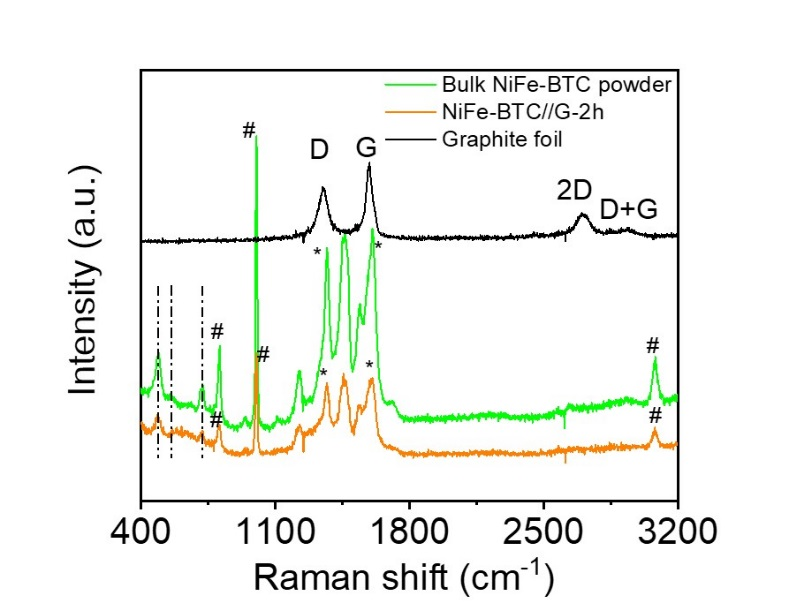 Bulk NiFe-BTC powder
NiFe-BTC//G-2h
Graphite foil
#
D
G
2D
D+G
*
*
#
#
#
*
*
#
#
Intensity (a.u.)
400 1100 1800 2500 3200
Raman shift (cm⁻¹)